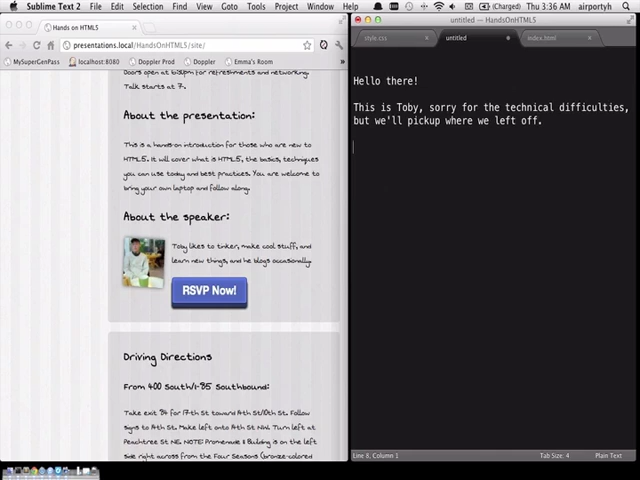 Sublime Text 2 File Edit Selection Find View Goto Tools Project Window Help (Charged) Thu 3:36 AM airportyh
Hands on HTML5
untitled — HandsOnHTML5
presentations.local/HandsOnHTML5/site/
style.css untitled index.html
MySuperGenPass localhost:8080 Doppler Prod Doppler Emma's Room
Doors open at 6:30pm for refreshments and networking.
Talk starts at 7.
About the presentation:
This is a hands-on introduction for those who are new to
HTML5. It will cover what is HTML5, the basics, techniques
you can use today and best practices. You are welcome to
bring your own laptop and follow along.
About the speaker:
Toby likes to tinker, make cool stuff, and
learn new things, and he blogs occasionally.
RSVP Now!
Driving Directions
From 400 South/I-85 Southbound:
Take exit 84 for 17th St toward 14th St/10th St. Follow
signs to 14th St. Make left onto 14th St NW. Turn left at
Peachtree St NE. NOTE: Promenade II Building is on the left
side right across from the Four Seasons (bronze-colored
Hello there!
This is Toby, sorry for the technical difficulties,
but we'll pickup where we left off.
Line 8, Column 1 Tab Size: 4 Plain Text